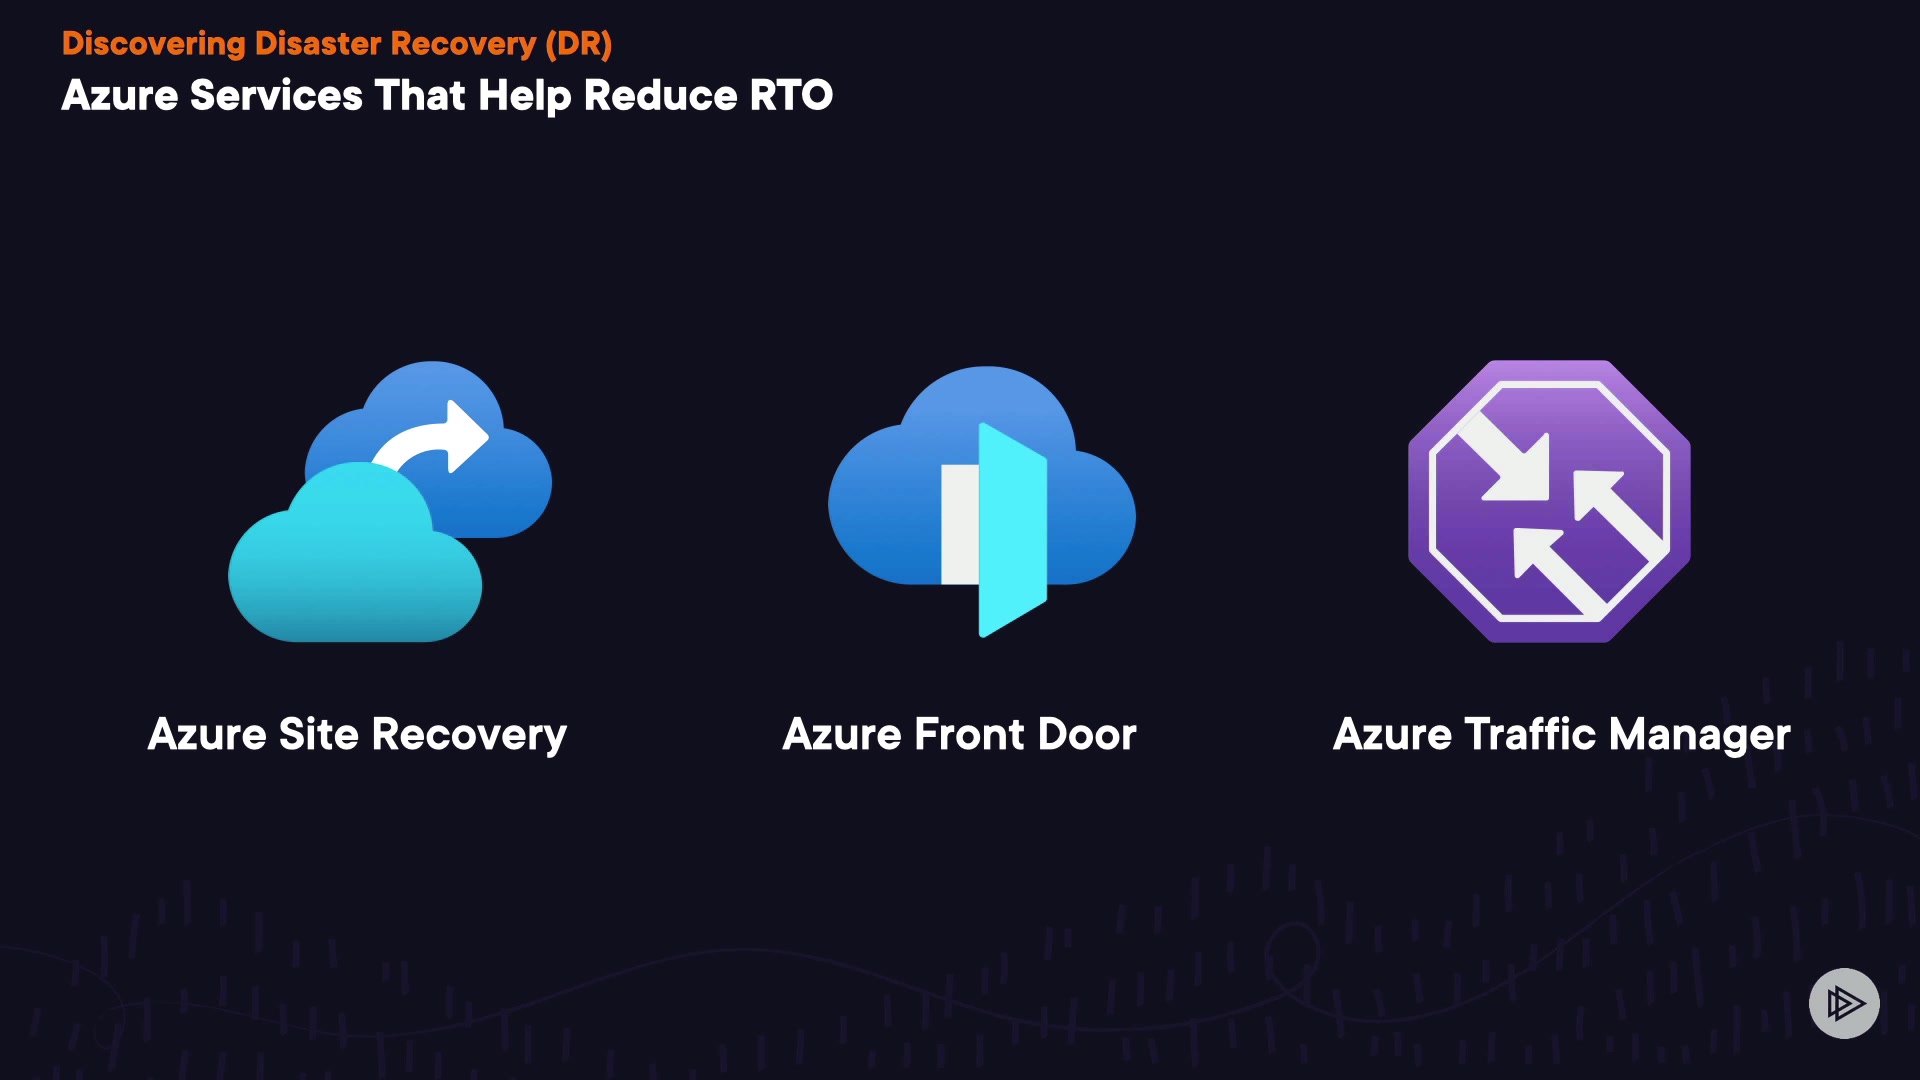 Discovering Disaster Recovery (DR)
Azure Services That Help Reduce RTO
Azure Site Recovery
Azure Front Door
Azure Traffic Manager